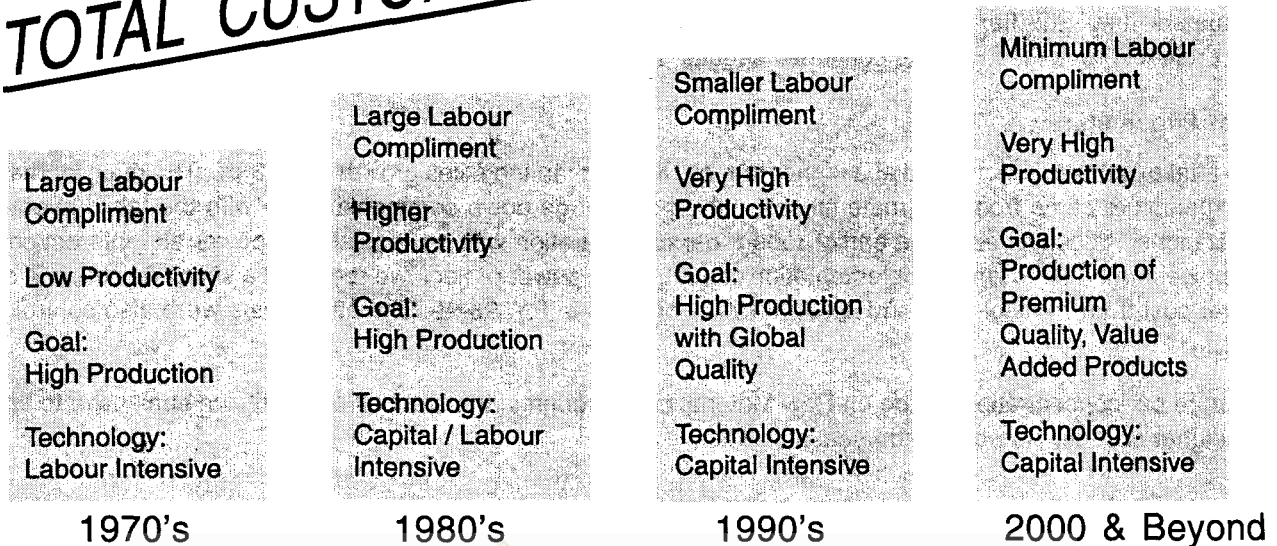 TOTAL
Large Labour
Compliment
Low Productivity
Goal:
High Production
Technology:
Labour Intensive
1970's
Large Labour
Compliment
Higher
Productivity
Goal:
High Production
Technology:
Capital / Labour
Intensive
1980's
Smaller Labour
Compliment
Very High
Productivity
Goal:
High Production
with Global
Quality
Technology:
Capital Intensive
1990's
Minimum Labour
Compliment
Very High
Productivity
Goal:
Production of
Premium
Quality, Value
Added Products
Technology:
Capital Intensive
2000 & Beyond